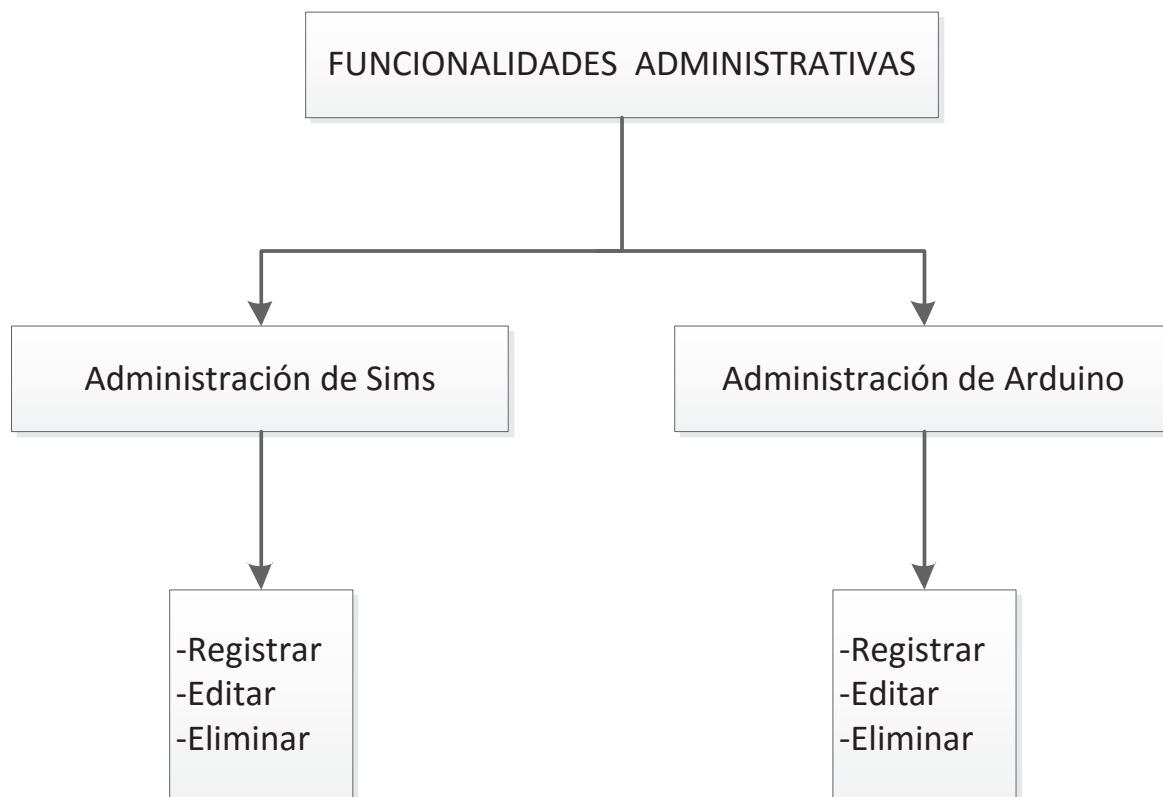 FUNCIONALIDADES ADMINISTRATIVAS
Administración de Sims
Administración de Arduino
-Registrar
-Editar
-Eliminar
-Registrar
-Editar
-Eliminar